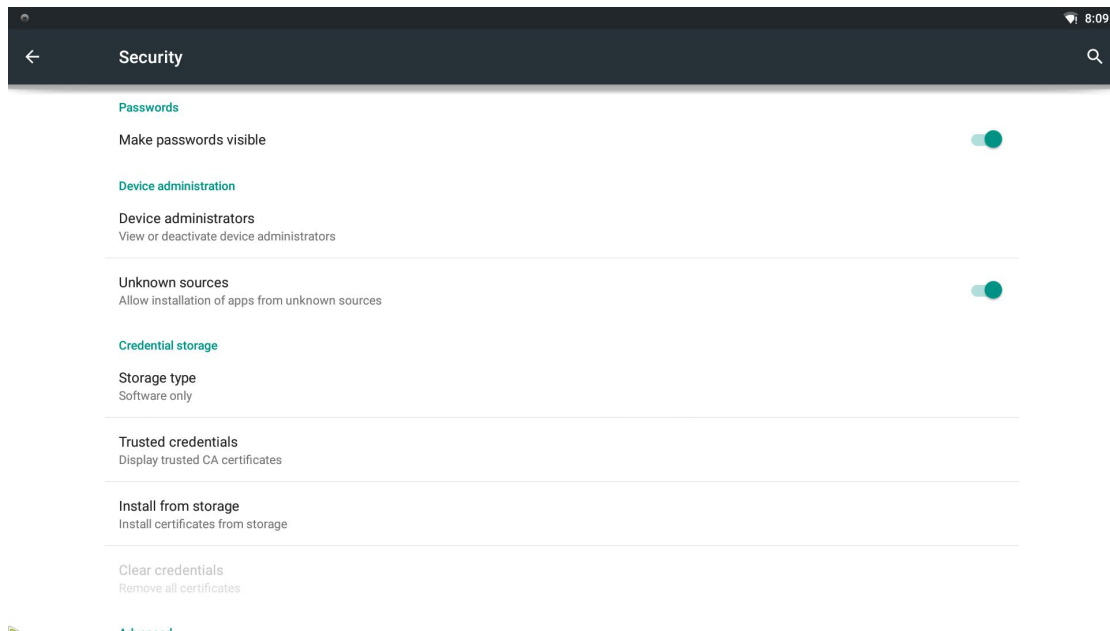 8:09
Security
Passwords
Make passwords visible
Device administration
Device administrators
View or deactivate device administrators
Unknown sources
Allow installation of apps from unknown sources
Credential storage
Storage type
Software only
Trusted credentials
Display trusted CA certificates
Install from storage
Install certificates from storage
Clear credentials
Remove all certificates